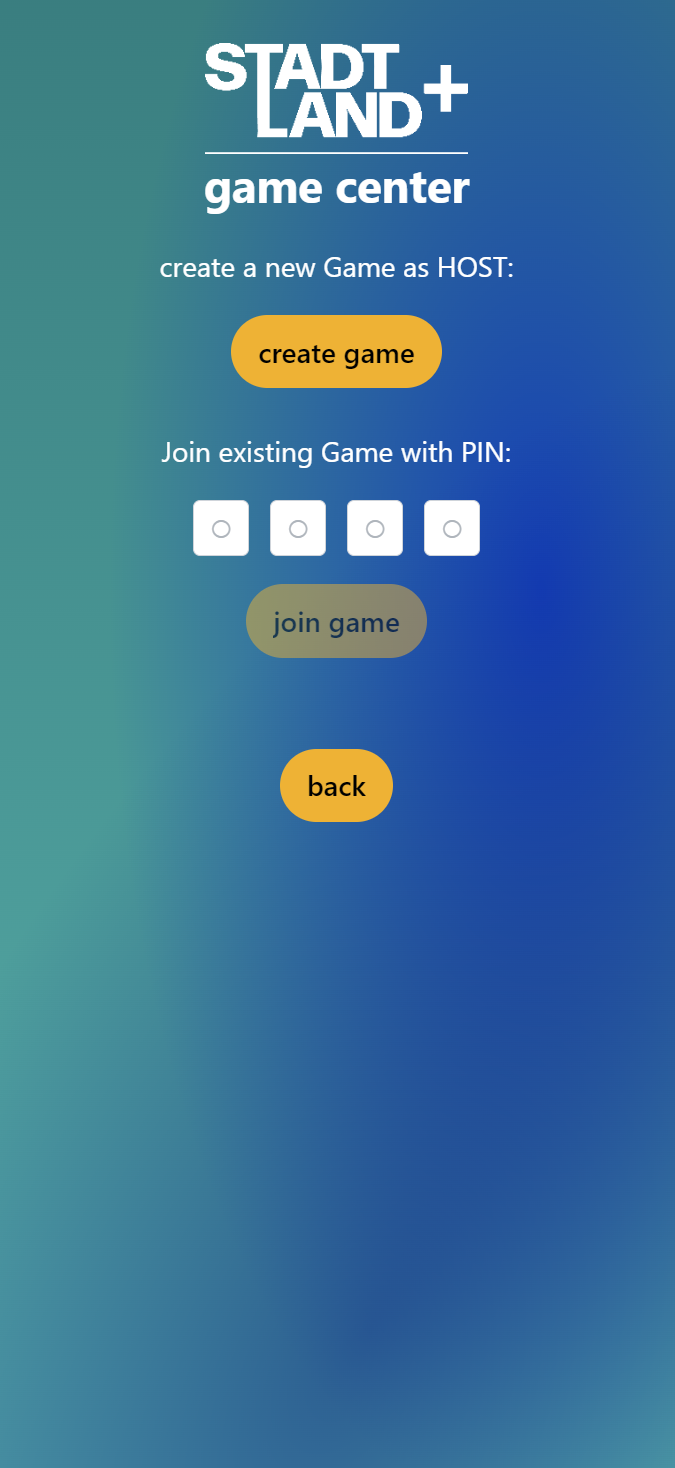 STADT
LAND+
game center
create a new Game as HOST:
create game
Join existing Game with PIN:
join game
back